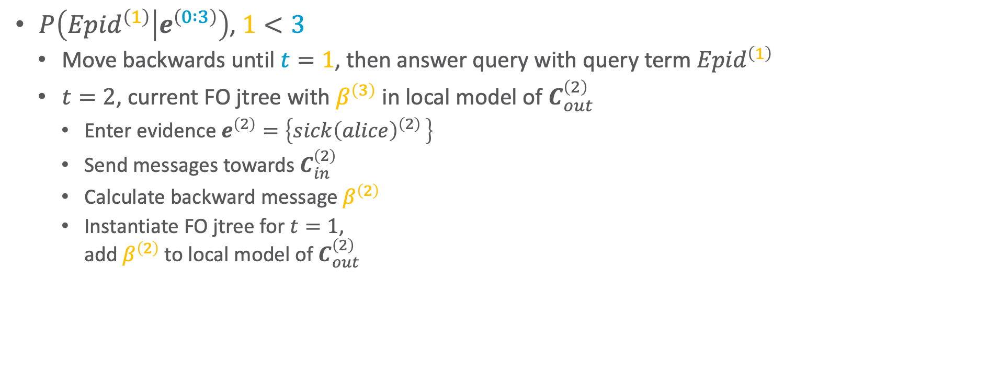 • P(Epid^(1)|e^(0:3)), 1 < 3
• Move backwards until t = 1, then answer query with query term Epid^(1)
• t = 2, current FO jtree with β^(3) in local model of C_out^(2)
• Enter evidence e^(2) = {sick(alice)^(2)}
• Send messages towards C_in^(2)
• Calculate backward message β^(2)
• Instantiate FO jtree for t = 1,
add β^(2) to local model of C_out^(2)